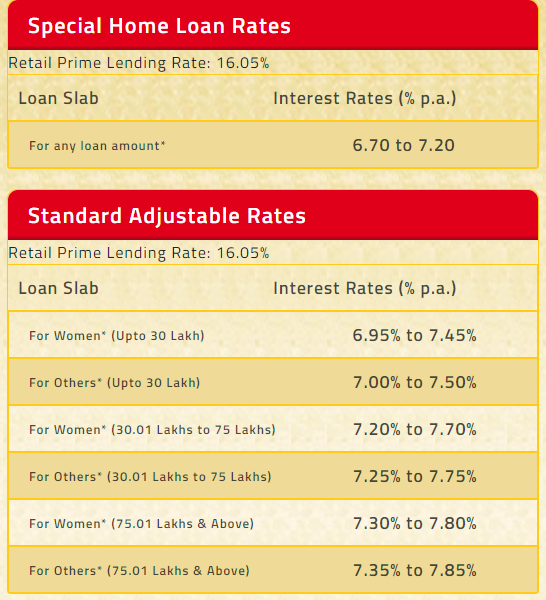 Special Home Loan Rates
Retail Prime Lending Rate: 16.05%
Loan Slab Interest Rates (% p.a.)
For any loan amount* 6.70 to 7.20
Standard Adjustable Rates
Retail Prime Lending Rate: 16.05%
Loan Slab Interest Rates (% p.a.)
For Women* (Upto 30 Lakh) 6.95% to 7.45%
For Others* (Upto 30 Lakh) 7.00% to 7.50%
For Women* (30.01 Lakhs to 75 Lakhs) 7.20% to 7.70%
For Others* (30.01 Lakhs to 75 Lakhs) 7.25% to 7.75%
For Women* (75.01 Lakhs & Above) 7.30% to 7.80%
For Others* (75.01 Lakhs & Above) 7.35% to 7.85%